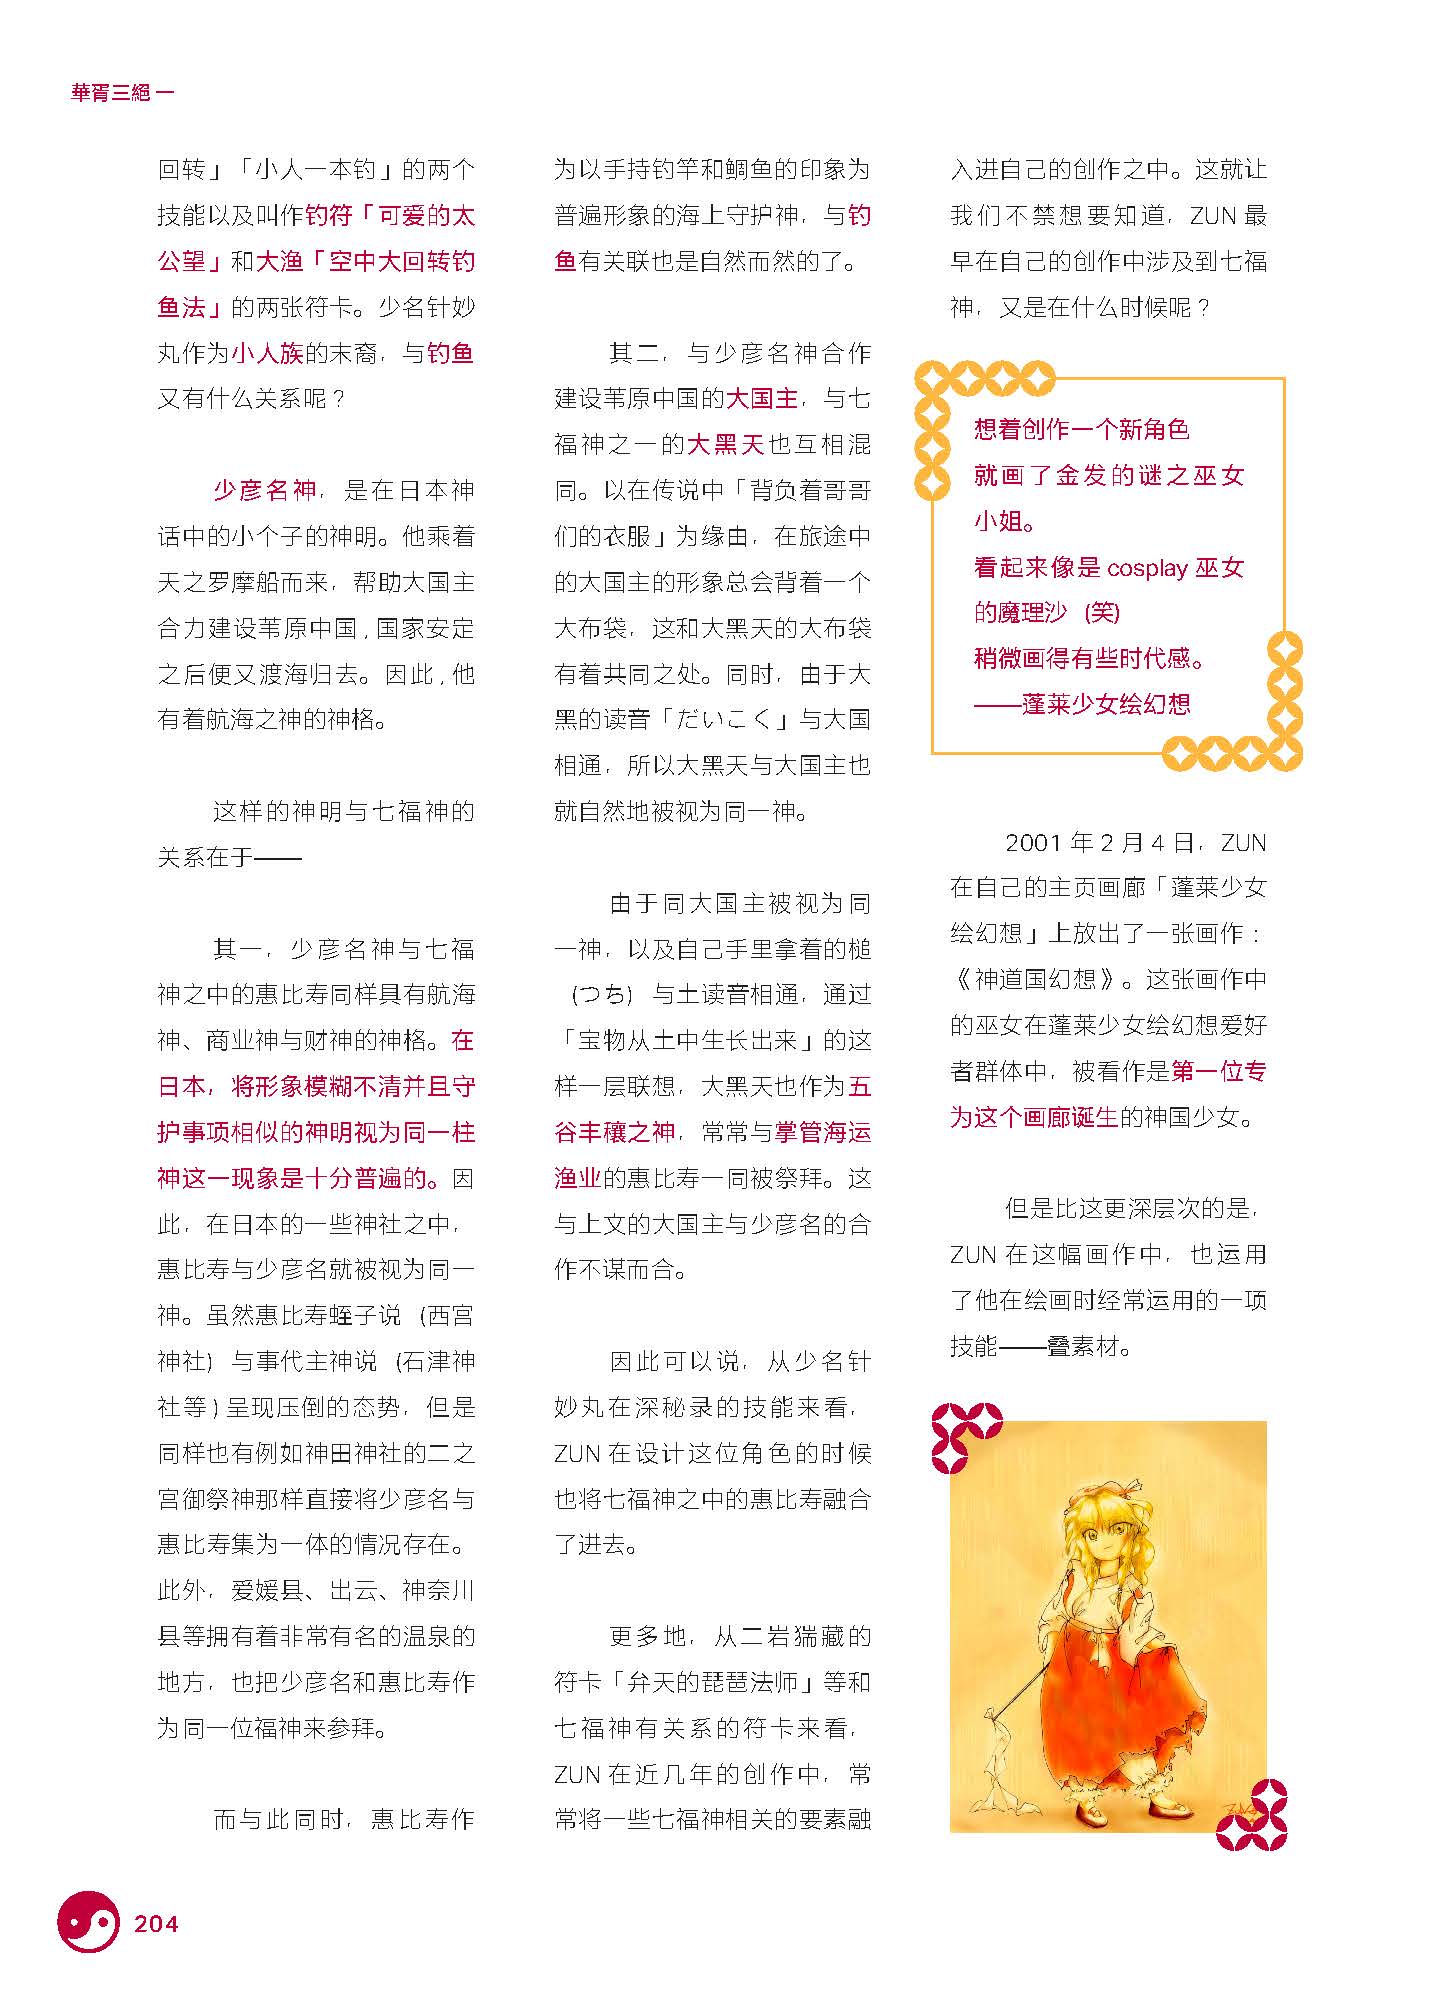 華胥三絕 一
回转」「小人一本钓」的两个
技能以及叫作钓符「可爱的太
公望」和大渔「空中大回转钓
鱼法」的两张符卡。少名针妙
丸作为小人族的末裔，与钓鱼
又有什么关系呢？
少彦名神，是在日本神
话中的小个子的神明。他乘着
天之罗摩船而来，帮助大国主
合力建设苇原中国,国家安定
之后便又渡海归去。因此,他
有着航海之神的神格。
这样的神明与七福神的
关系在于——
其一，少彦名神与七福
神之中的惠比寿同样具有航海
神、商业神与财神的神格。在
日本，将形象模糊不清并且守
护事项相似的神明视为同一柱
神这一现象是十分普遍的。因
此，在日本的一些神社之中，
惠比寿与少彦名就被视为同一
神。虽然惠比寿蛭子说（西宫
神社）与事代主神说（石津神
社等)呈现压倒的态势，但是
同样也有例如神田神社的二之
宫御祭神那样直接将少彦名与
惠比寿集为一体的情况存在。
此外，爱媛县、出云、神奈川
县等拥有着非常有名的温泉的
地方，也把少彦名和惠比寿作
为同一位福神来参拜。
而与此同时，惠比寿作
为以手持钓竿和鲷鱼的印象为
普遍形象的海上守护神，与钓
鱼有关联也是自然而然的了。
其二，与少彦名神合作
建设苇原中国的大国主，与七
福神之一的大黑天也互相混
同。以在传说中「背负着哥哥
们的衣服」为缘由，在旅途中
的大国主的形象总会背着一个
大布袋，这和大黑天的大布袋
有着共同之处。同时，由于大
黑的读音「だいこく」与大国
相通，所以大黑天与大国主也
就自然地被视为同一神。
由于同大国主被视为同
一神，以及自己手里拿着的槌
（つち）与土读音相通，通过
「宝物从土中生长出来」的这
样一层联想，大黑天也作为五
谷丰穰之神，常常与掌管海运
渔业的惠比寿一同被祭拜。这
与上文的大国主与少彦名的合
作不谋而合。
因此可以说，从少名针
妙丸在深秘录的技能来看，
ZUN 在设计这位角色的时候
也将七福神之中的惠比寿融合
了进去。
更多地，从二岩猯藏的
符卡「弁天的琵琶法师」等和
七福神有关系的符卡来看，
ZUN 在近几年的创作中，常
常将一些七福神相关的要素融
入进自己的创作之中。这就让
我们不禁想要知道，ZUN 最
早在自己的创作中涉及到七福
神，又是在什么时候呢？
想着创作一个新角色
就画了金发的谜之巫女
小姐。
看起来像是 cosplay 巫女
的魔理沙（笑）
稍微画得有些时代感。
——蓬莱少女绘幻想
2001 年 2 月 4 日，ZUN
在自己的主页画廊「蓬莱少女
绘幻想」上放出了一张画作：
《神道国幻想》。这张画作中
的巫女在蓬莱少女绘幻想爱好
者群体中，被看作是第一位专
为这个画廊诞生的神国少女。
但是比这更深层次的是，
ZUN 在这幅画作中，也运用
了他在绘画时经常运用的一项
技能——叠素材。
ZUN
204